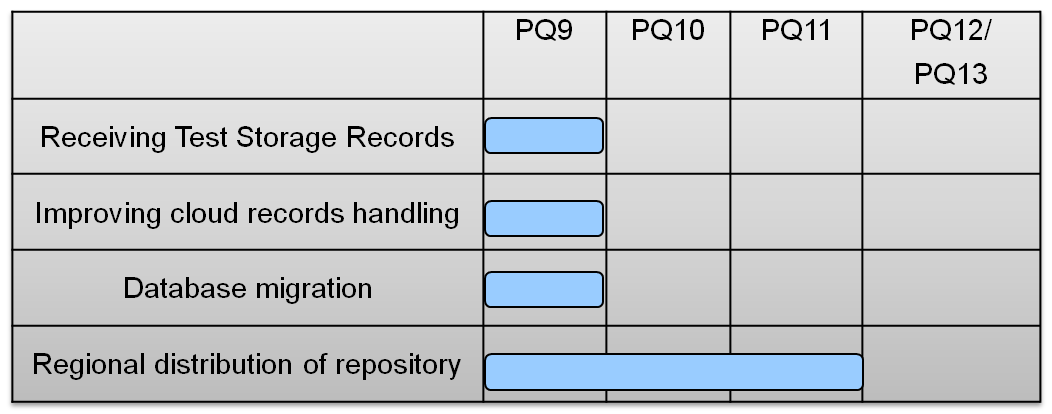 PQ9 PQ10 PQ11 PQ12/
PQ13
Receiving Test Storage Records
Improving cloud records handling
Database migration
Regional distribution of repository